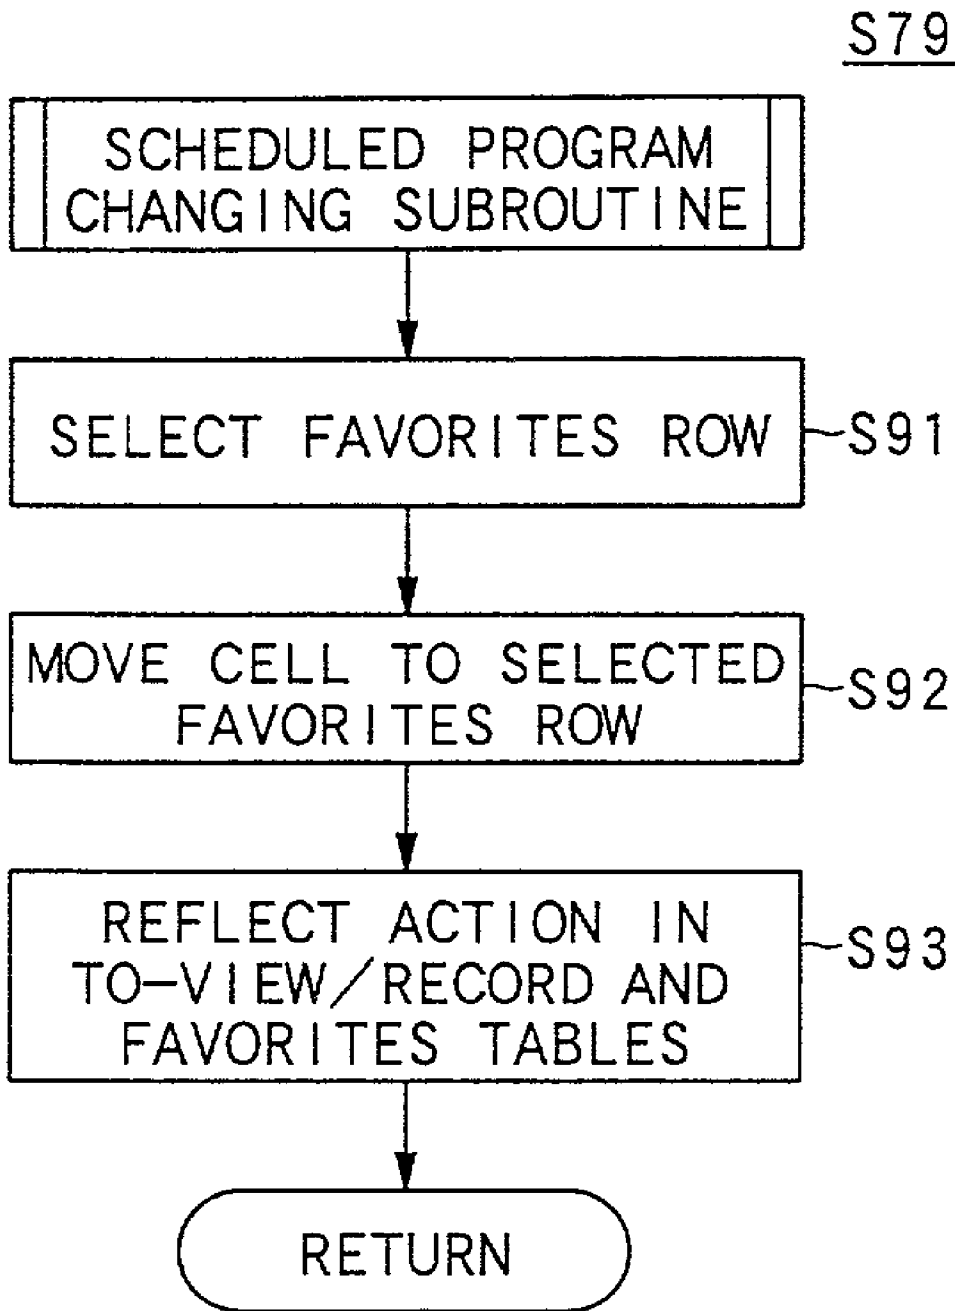 S79
SCHEDULED PROGRAM
CHANGING SUBROUTINE
SELECT FAVORITES ROW
S91
MOVE CELL TO SELECTED
FAVORITES ROW
S92
REFLECT ACTION IN
TO-VIEW/RECORD AND
FAVORITES TABLES
S93
RETURN